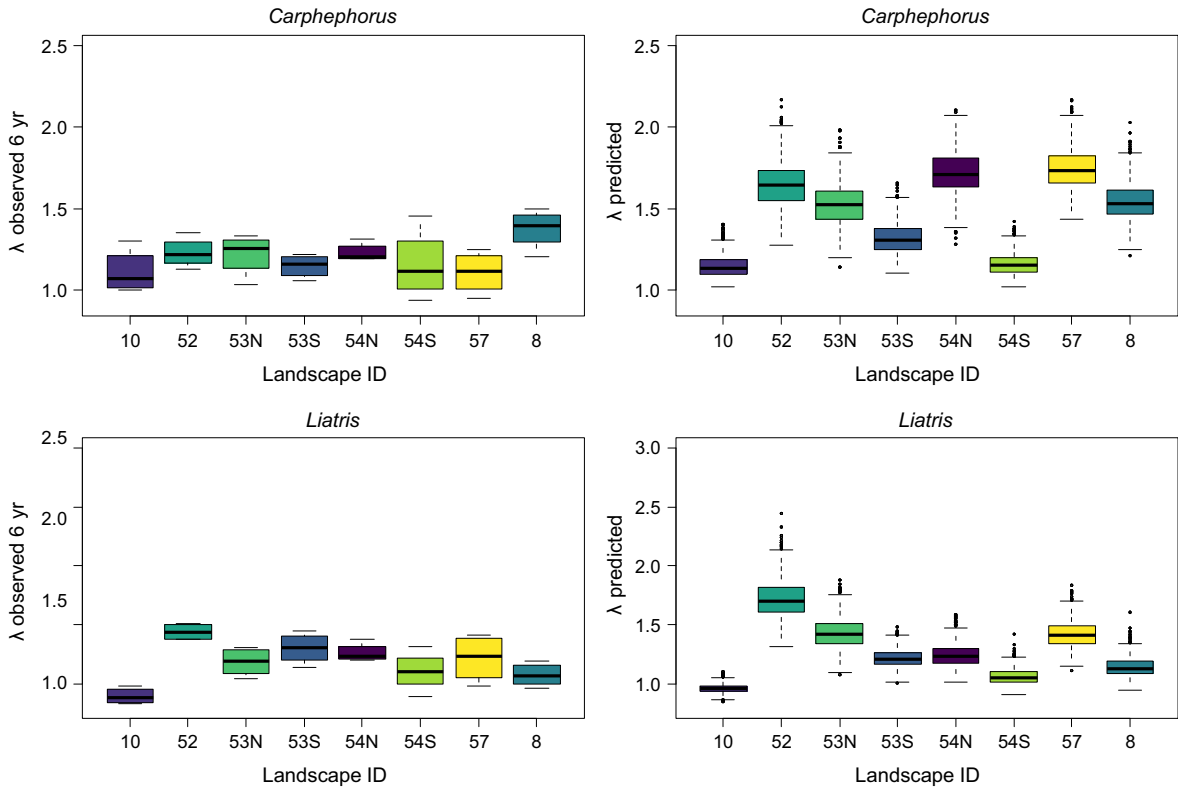 Carphephorus
λ observed 6 yr
2.5
2.0
1.5
1.0
10 52 53N 53S 54N 54S 57 8
Landscape ID
Carphephorus
λ predicted
2.5
2.0
1.5
1.0
10 52 53N 53S 54N 54S 57 8
Landscape ID
Liatris
λ observed 6 yr
2.5
2.0
1.5
1.0
10 52 53N 53S 54N 54S 57 8
Landscape ID
Liatris
λ predicted
3.0
2.5
2.0
1.5
1.0
10 52 53N 53S 54N 54S 57 8
Landscape ID